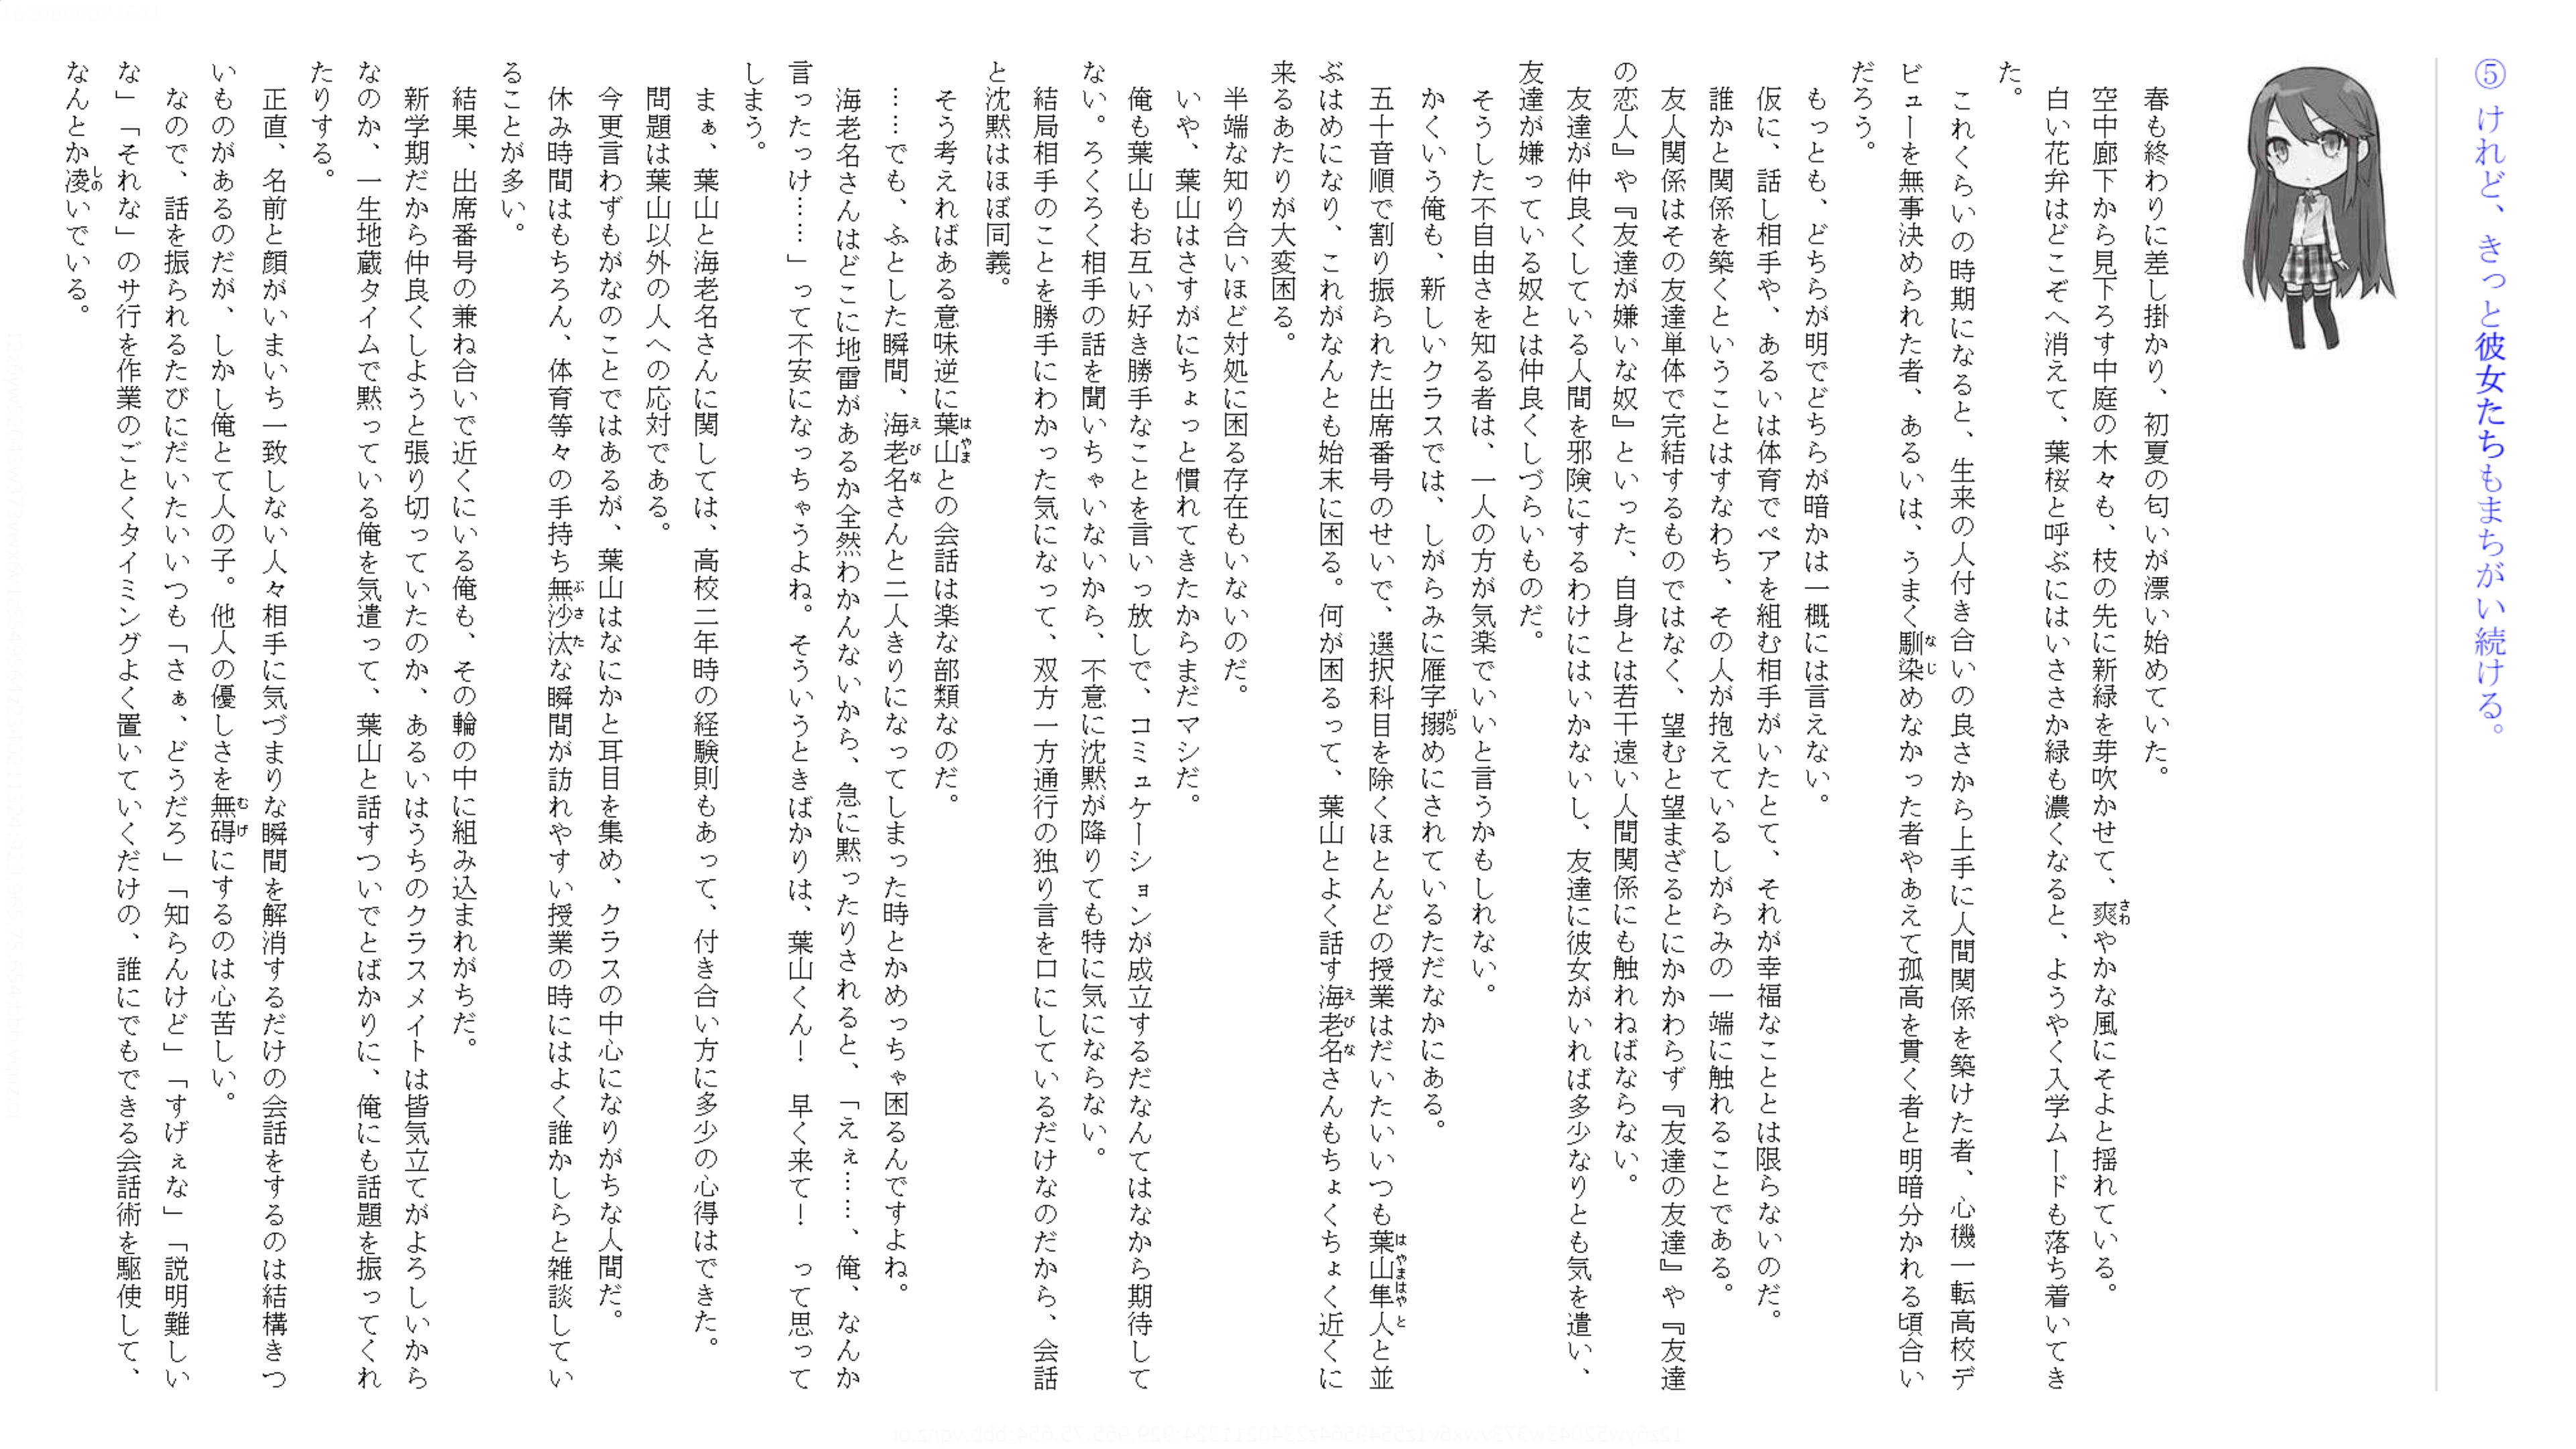 ⑤ けれど、きっと彼女たちもまちがい続ける。
春も終わりに差し掛かり、初夏の匂いが漂い始めていた。
空中廊下から見下ろす中庭の木々も、枝の先に新緑を芽吹かせて、爽やかな風にそよと揺れている。
白い花弁はどこぞへ消えて、葉桜と呼ぶにはいささか緑も濃くなると、ようやく入学ムードも落ち着いてき
た。
これくらいの時期になると、生来の人付き合いの良さから上手に人間関係を築けた者、心機一転高校デ
ビューを無事決められた者、あるいは、うまく馴染めなかった者やあえて孤高を貫く者と明暗分かれる頃合い
だろう。
もっとも、どちらが明でどちらが暗かは一概には言えない。
仮に、話し相手や、あるいは体育でペアを組む相手がいたとて、それが幸福なこととは限らないのだ。
誰かと関係を築くということはすなわち、その人が抱えているしがらみの一端に触れることである。
友人関係はその友達単体で完結するものではなく、望むと望まざるとにかかわらず『友達の友達』や『友達
の恋人』や『友達が嫌いな奴』といった、自身とは若干遠い人間関係にも触れねばならない。
友達が仲良くしている人間を邪険にするわけにはいかないし、友達に彼女がいれば多少なりとも気を遣い、
友達が嫌っている奴とは仲良くしづらいものだ。
そうした不自由さを知る者は、一人の方が気楽でいいと言うかもしれない。
かくいう俺も、新しいクラスでは、しがらみに雁字搦めにされているただなかにある。
五十音順で割り振られた出席番号のせいで、選択科目を除くほとんどの授業はだいたいいつも葉山隼人と並
ぶはめになり、これがなんとも始末に困る。何が困るって、葉山とよく話す海老名さんもちょくちょく近くに
来るあたりが大変困る。
半端な知り合いほど対処に困る存在もいないのだ。
いや、葉山はさすがにちょっと慣れてきたからまだマシだ。
俺も葉山もお互い好き勝手なことを言いっ放しで、コミュケーションが成立するだなんてはなから期待して
ない。ろくろく相手の話を聞いちゃいないから、不意に沈黙が降りても特に気にならない。
結局相手のことを勝手にわかった気になって、双方一方通行の独り言を口にしているだけなのだから、会話
と沈黙はほぼ同義。
そう考えればある意味逆に葉山との会話は楽な部類なのだ。
……でも、ふとした瞬間、海老名さんと二人きりになってしまった時とかめっちゃ困るんですよね。
海老名さんはどこに地雷があるか全然わかんないから、急に黙ったりされると、「えぇ……、俺、なんか
言ったっけ……」って不安になっちゃうよね。そういうときばかりは、葉山くん！　早く来て！　って思って
しまう。
まぁ、葉山と海老名さんに関しては、高校二年時の経験則もあって、付き合い方に多少の心得はできた。
問題は葉山以外の人への応対である。
今更言わずもがなのことではあるが、葉山はなにかと耳目を集め、クラスの中心になりがちな人間だ。
休み時間はもちろん、体育等々の手持ち無沙汰な瞬間が訪れやすい授業の時にはよく誰かしらと雑談してい
ることが多い。
結果、出席番号の兼ね合いで近くにいる俺も、その輪の中に組み込まれがちだ。
新学期だから仲良くしようと張り切っていたのか、あるいはうちのクラスメイトは皆気立てがよろしいから
なのか、一生地蔵タイムで黙っている俺を気遣って、葉山と話すついでとばかりに、俺にも話題を振ってくれ
たりする。
正直、名前と顔がいまいち一致しない人々相手に気づまりな瞬間を解消するだけの会話をするのは結構きつ
いものがあるのだが、しかし俺とて人の子。他人の優しさを無碍にするのは心苦しい。
なので、話を振られるたびにだいたいいつも「さぁ、どうだろ」「知らんけど」「すげぇな」「説明難しい
な」「それな」のサ行を作業のごとくタイミングよく置いていくだけの、誰にでもできる会話術を駆使して、
なんとか凌いでいる。